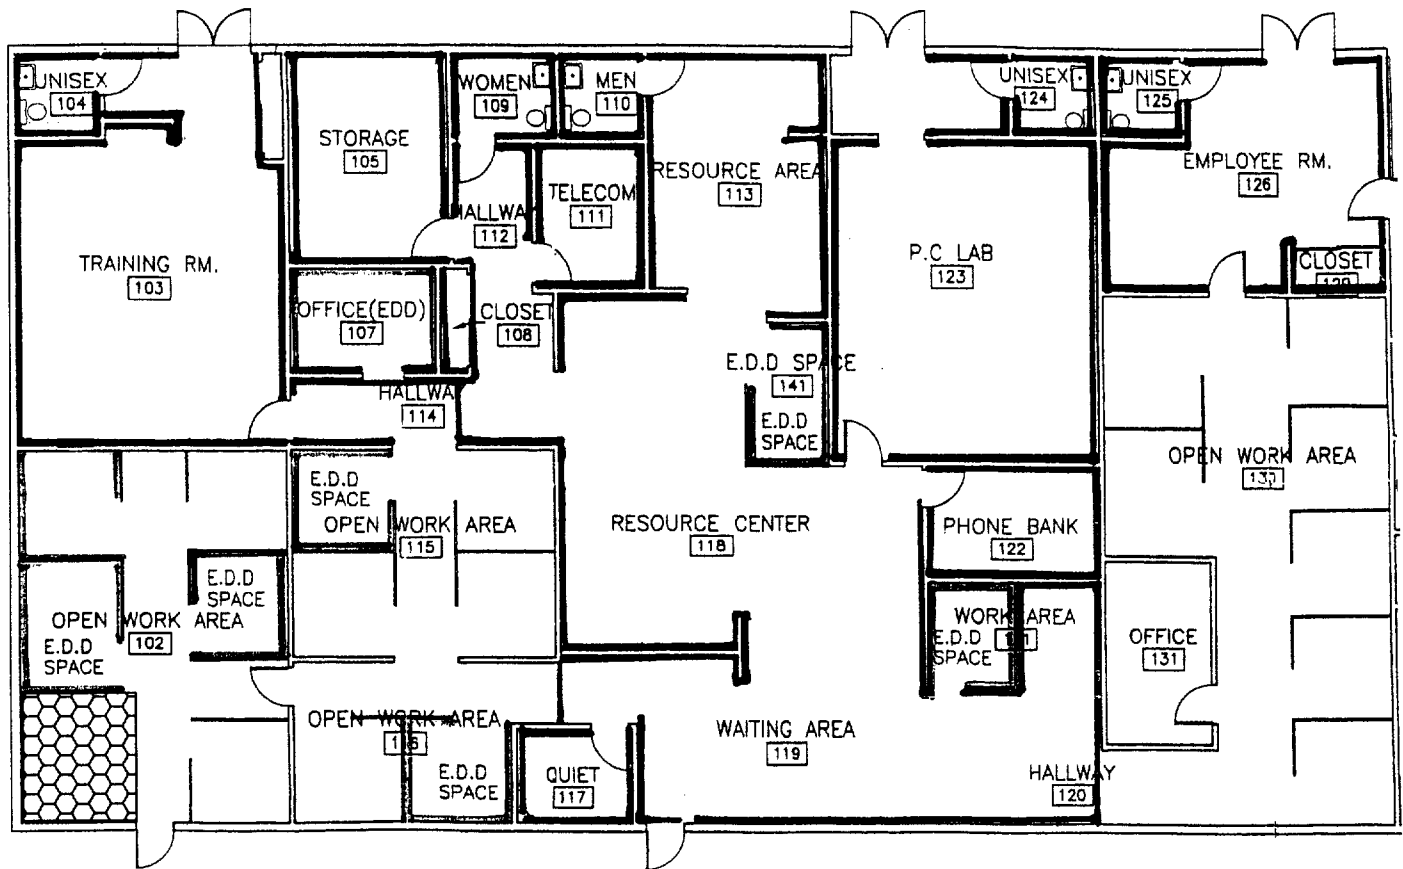 UNISEX
104
WOMEN
109
MEN
110
UNISEX
124
UNISEX
125
STORAGE
105
RESOURCE AREA
113
EMPLOYEE RM.
126
TELECOM
111
HALLWA
112
TRAINING RM.
103
P.C LAB
123
CLOSET
OFFICE(EDD)
107
CLOSET
108
E.D.D SPACE
141
HALLWA
114
E.D.D
SPACE
E.D.D
SPACE
OPEN WORK AREA
130
OPEN WORK AREA
115
RESOURCE CENTER
118
PHONE BANK
122
E.D.D
SPACE
OPEN WORK AREA
102
E.D.D
SPACE
WORK AREA
E.D.D
SPACE
OFFICE
131
OPEN WORK AREA
116
WAITING AREA
119
E.D.D
SPACE
QUIET
117
HALLWAY
120